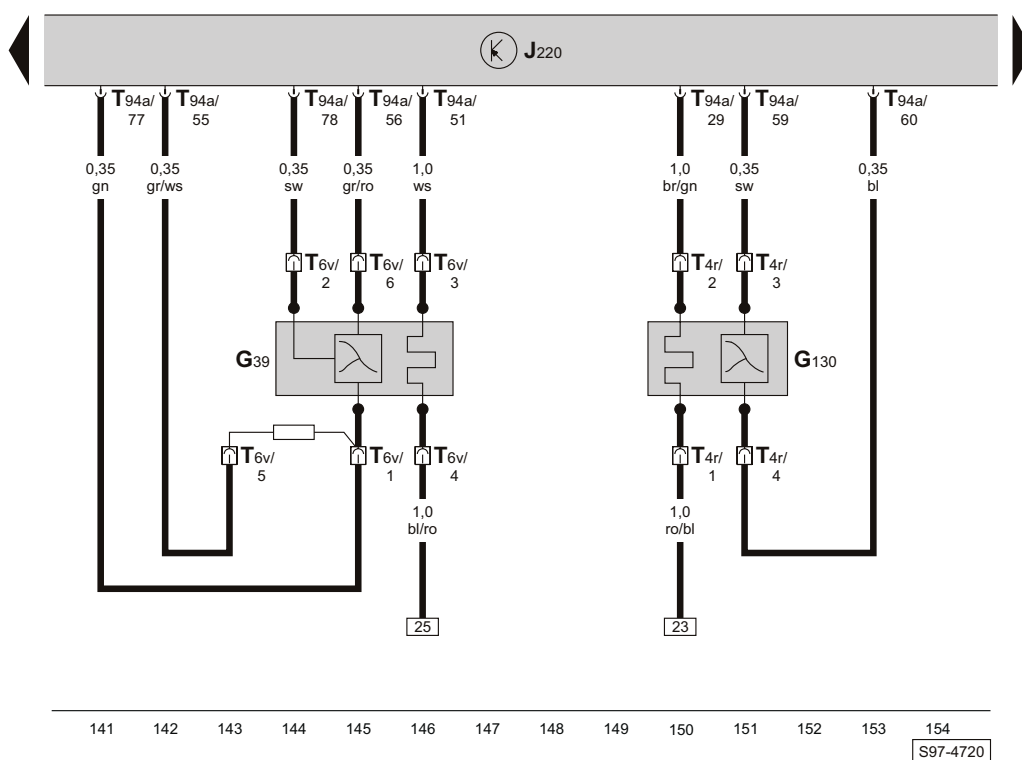 J220
T94a/ T94a/ T94a/ T94a/ T94a/ T94a/ T94a/ T94a/
77 55 78 56 51 29 59 60
0,35 0,35 0,35 0,35 1,0 1,0 0,35 0,35
gn gr/ws sw gr/ro ws br/gn sw bl
T6v/ T6v/ T6v/ T4r/ T4r/
2 6 3 2 3
G39 G130
T6v/ T6v/ T6v/ T4r/ T4r/
5 1 4 1 4
1,0 1,0
bl/ro ro/bl
25 23
141 142 143 144 145 146 147 148 149 150 151 152 153 154
S97-4720